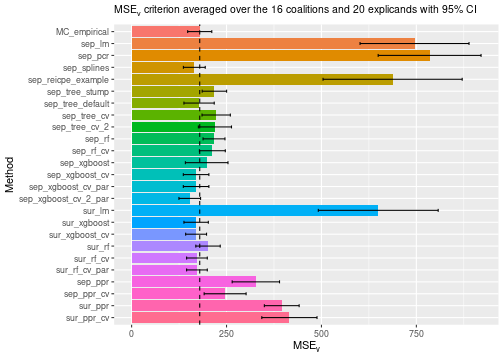 MSEᵥ criterion averaged over the 16 coalitions and 20 explicands with 95% CI
Method
MC_empirical
sep_lm
sep_pcr
sep_splines
sep_reicpe_example
sep_tree_stump
sep_tree_default
sep_tree_cv
sep_tree_cv_2
sep_rf
sep_rf_cv
sep_xgboost
sep_xgboost_cv
sep_xgboost_cv_par
sep_xgboost_cv_2_par
sur_lm
sur_xgboost
sur_xgboost_cv
sur_rf
sur_rf_cv
sur_rf_cv_par
sep_ppr
sep_ppr_cv
sur_ppr
sur_ppr_cv
0 250 500 750
MSEᵥ